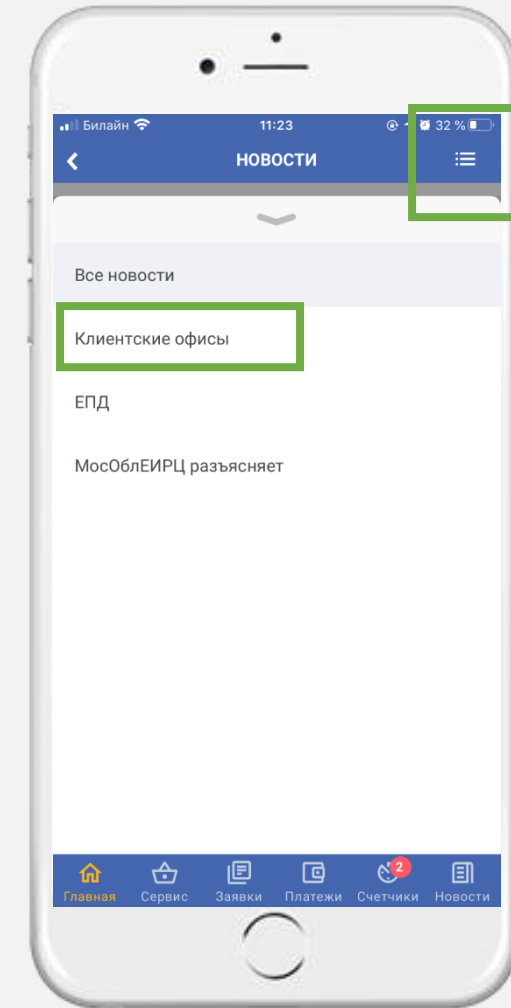 Билайн 11:23 32 %
НОВОСТИ
Все новости
Клиентские офисы
ЕПД
МосОблЕИРЦ разъясняет
2
Главная Сервис Заявки Платежи Счетчики Новости